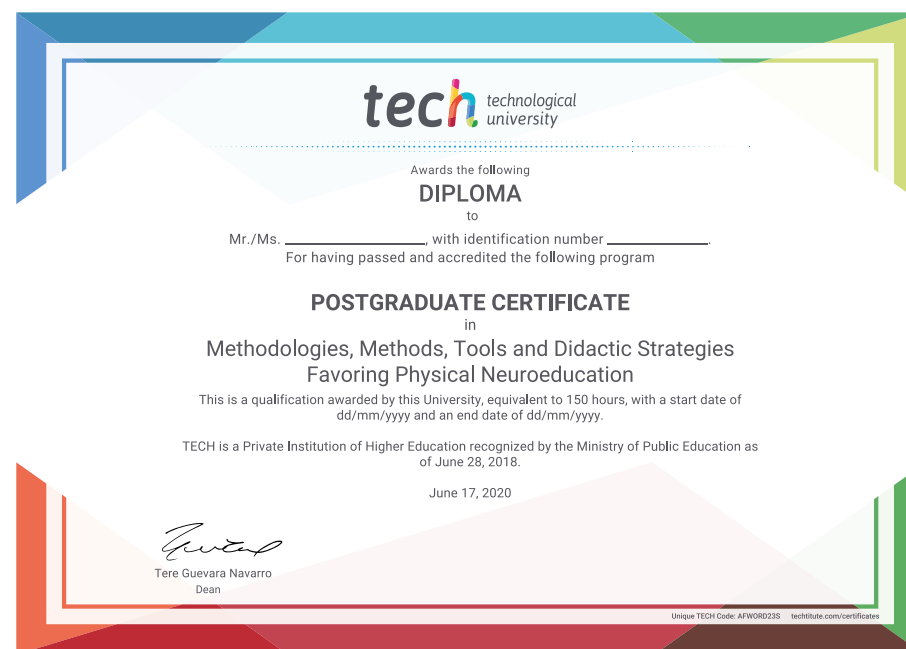 tech technological
university
Awards the following
DIPLOMA
to
Mr./Ms. ________________, with identification number ____________.
For having passed and accredited the following program
POSTGRADUATE CERTIFICATE
in
Methodologies, Methods, Tools and Didactic Strategies
Favoring Physical Neuroeducation
This is a qualification awarded by this University, equivalent to 150 hours, with a start date of
dd/mm/yyyy and an end date of dd/mm/yyyy.
TECH is a Private Institution of Higher Education recognized by the Ministry of Public Education as
of June 28, 2018.
June 17, 2020
Tere Guevara Navarro
Dean
Unique TECH Code: AFWORD23S techtitute.com/certificates